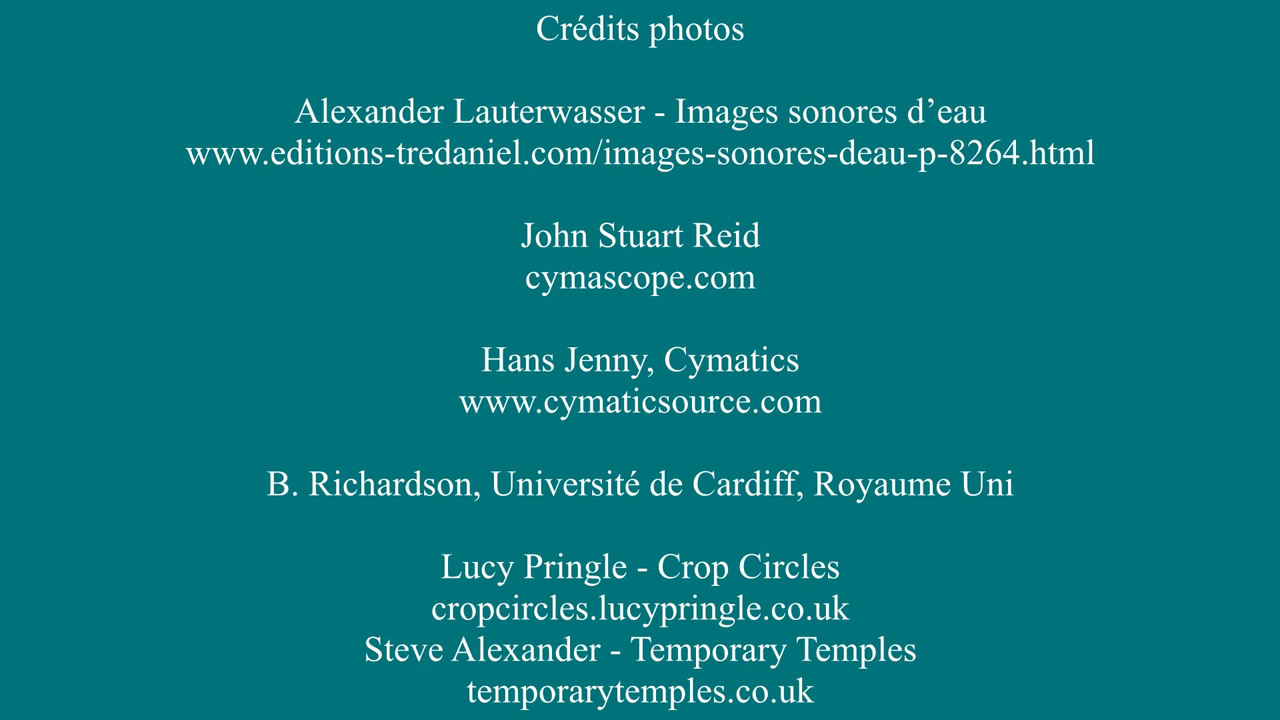 Crédits photos
Alexander Lauterwasser - Images sonores d’eau
www.editions-tredaniel.com/images-sonores-deau-p-8264.html
John Stuart Reid
cymascope.com
Hans Jenny, Cymatics
www.cymaticsource.com
B. Richardson, Université de Cardiff, Royaume Uni
Lucy Pringle - Crop Circles
cropcircles.lucypringle.co.uk
Steve Alexander - Temporary Temples
temporarytemples.co.uk